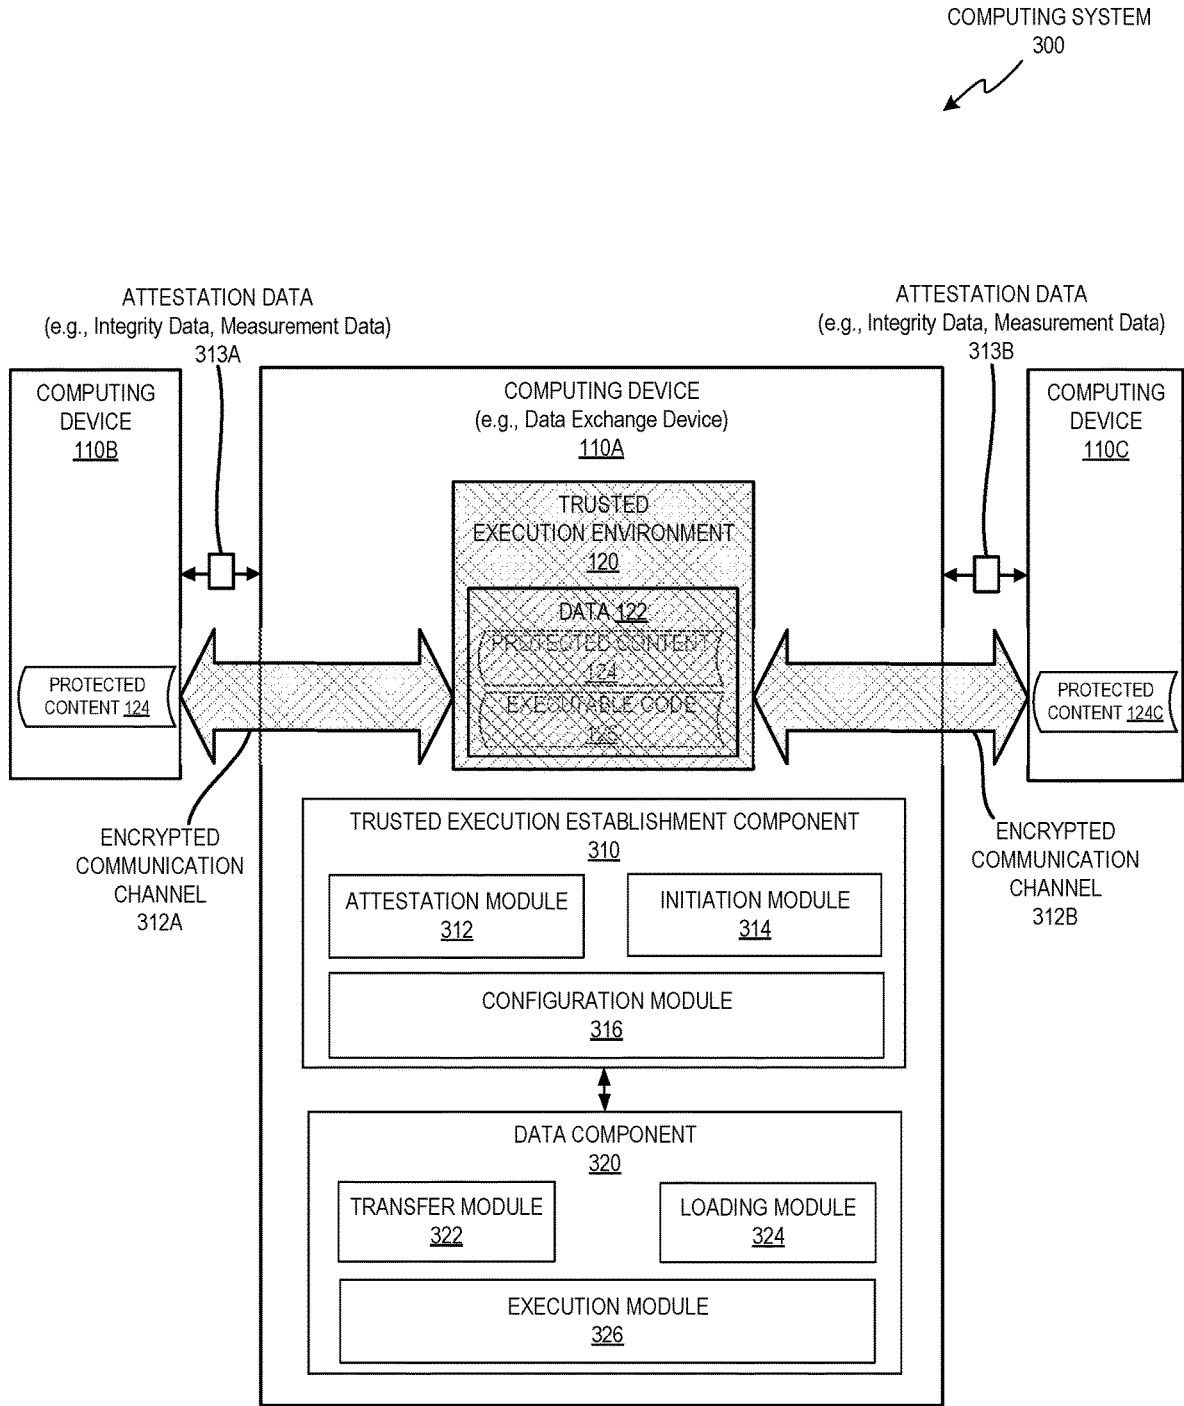 COMPUTING SYSTEM
300
ATTESTATION DATA
(e.g., Integrity Data, Measurement Data)
313A
ATTESTATION DATA
(e.g., Integrity Data, Measurement Data)
313B
COMPUTING
DEVICE
110B
COMPUTING DEVICE
(e.g., Data Exchange Device)
110A
COMPUTING
DEVICE
110C
TRUSTED
EXECUTION ENVIRONMENT
120
DATA 122
PROTECTED CONTENT
124
EXECUTABLE CODE
PROTECTED
CONTENT 124
PROTECTED
CONTENT 124C
ENCRYPTED
COMMUNICATION
CHANNEL
312A
ENCRYPTED
COMMUNICATION
CHANNEL
312B
TRUSTED EXECUTION ESTABLISHMENT COMPONENT
310
ATTESTATION MODULE
312
INITIATION MODULE
314
CONFIGURATION MODULE
316
DATA COMPONENT
320
TRANSFER MODULE
322
LOADING MODULE
324
EXECUTION MODULE
326